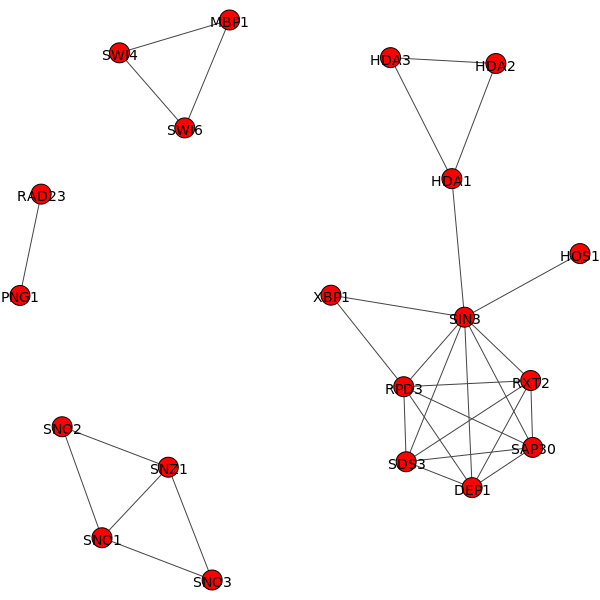 MBP1
SWI4
HDA3
HDA2
SWI6
HDA1
RAD23
HOS1
PNG1
XBP1
SIN3
RXT2
RPD3
SNO2
SAP30
SDS3
SNZ1
DEP1
SNO1
SNO3